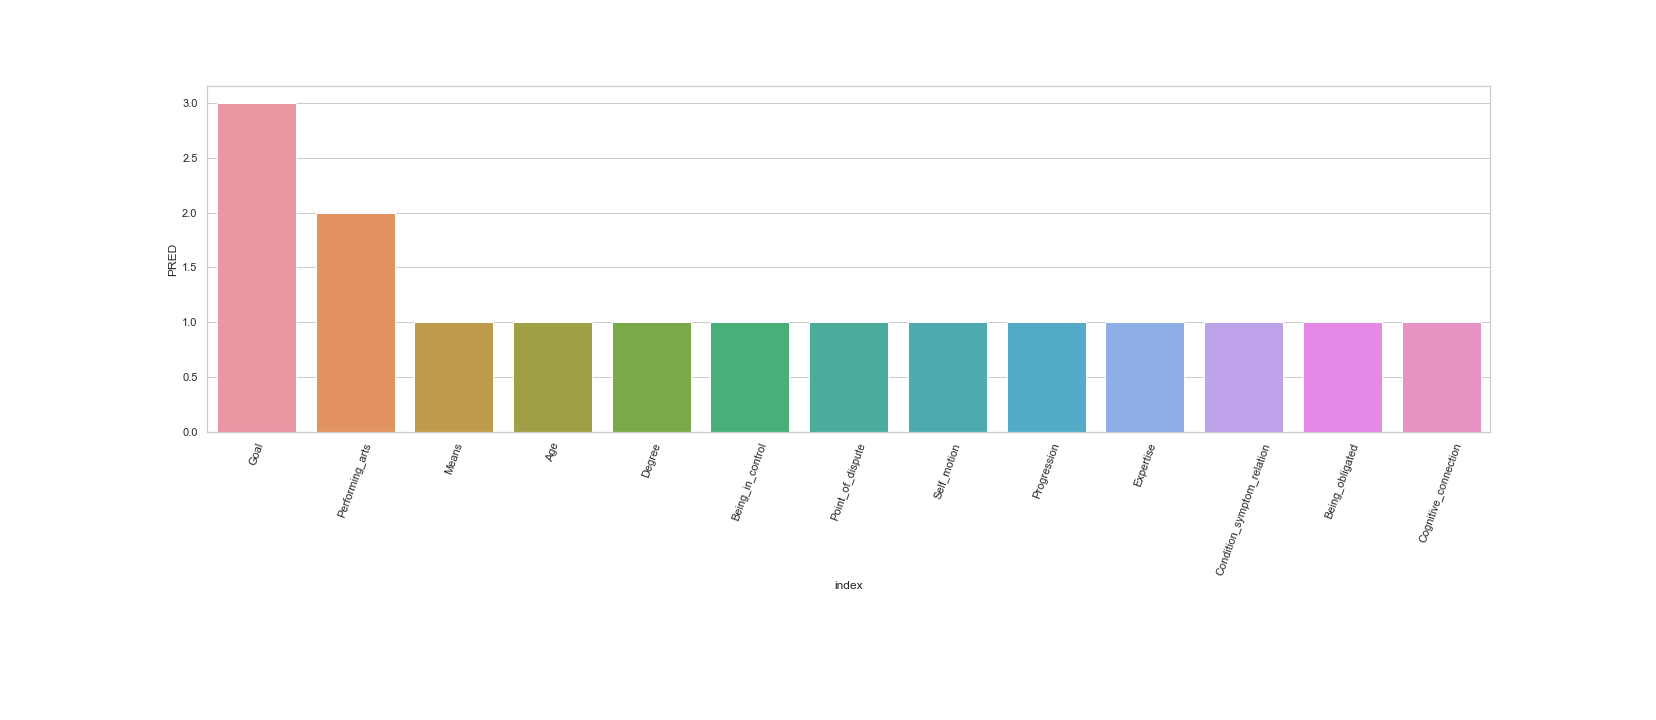 3.0
2.5
2.0
1.5
1.0
0.5
0.0
PRED
Goal
Performing_arts
Means
Age
Degree
Being_in_control
Point_of_dispute
Self_motion
Progression
Expertise
Condition_symptom_relation
Being_obligated
Cognitive_connection
index